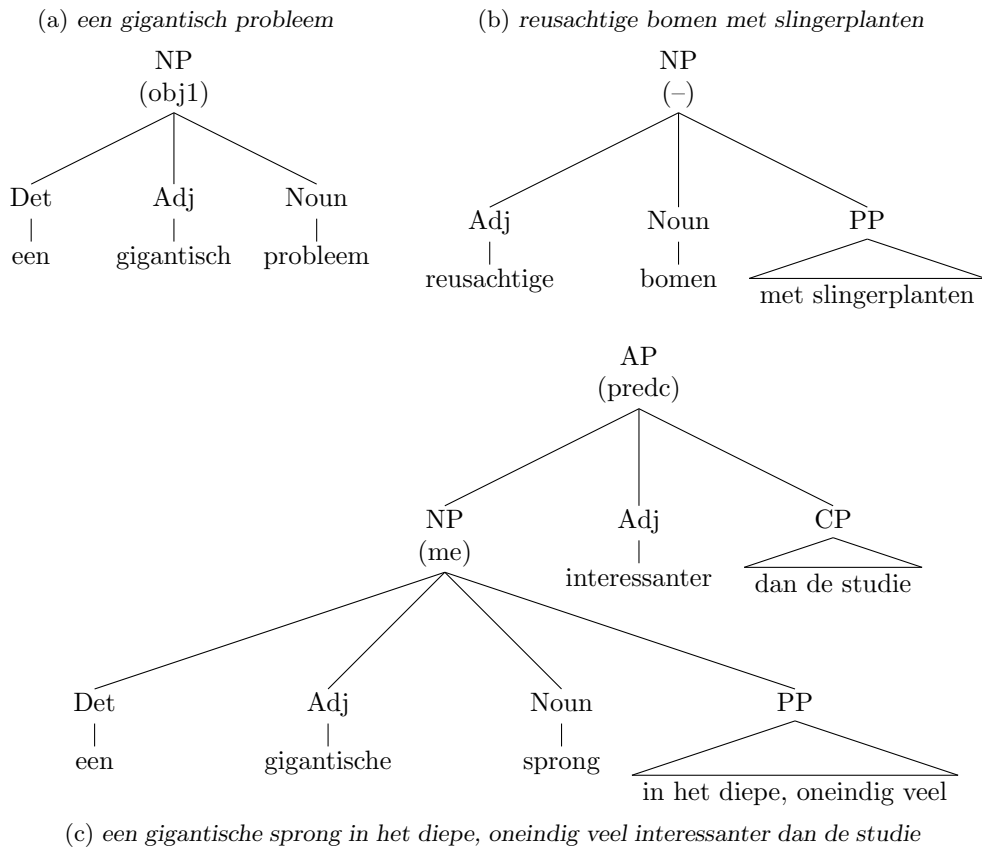 (a) een gigantisch probleem
NP
(obj1)
Det Adj Noun
een gigantisch probleem
(b) reusachtige bomen met slingerplanten
NP
(–)
Adj Noun PP
reusachtige bomen met slingerplanten
AP
(predc)
NP Adj CP
(me)
interessanter dan de studie
Det Adj Noun PP
een gigantische sprong in het diepe, oneindig veel
(c) een gigantische sprong in het diepe, oneindig veel interessanter dan de studie